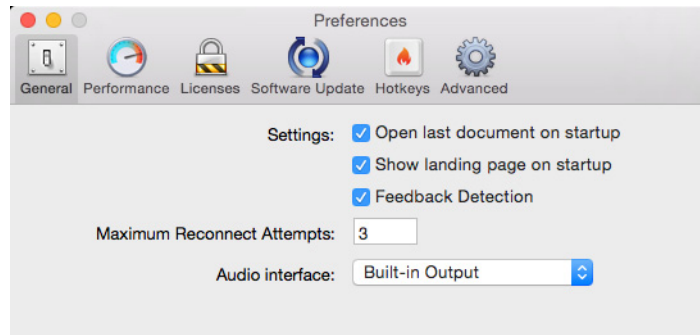 Preferences
General Performance Licenses Software Update Hotkeys Advanced
Settings: Open last document on startup
Show landing page on startup
Feedback Detection
Maximum Reconnect Attempts: 3
Audio interface: Built-in Output